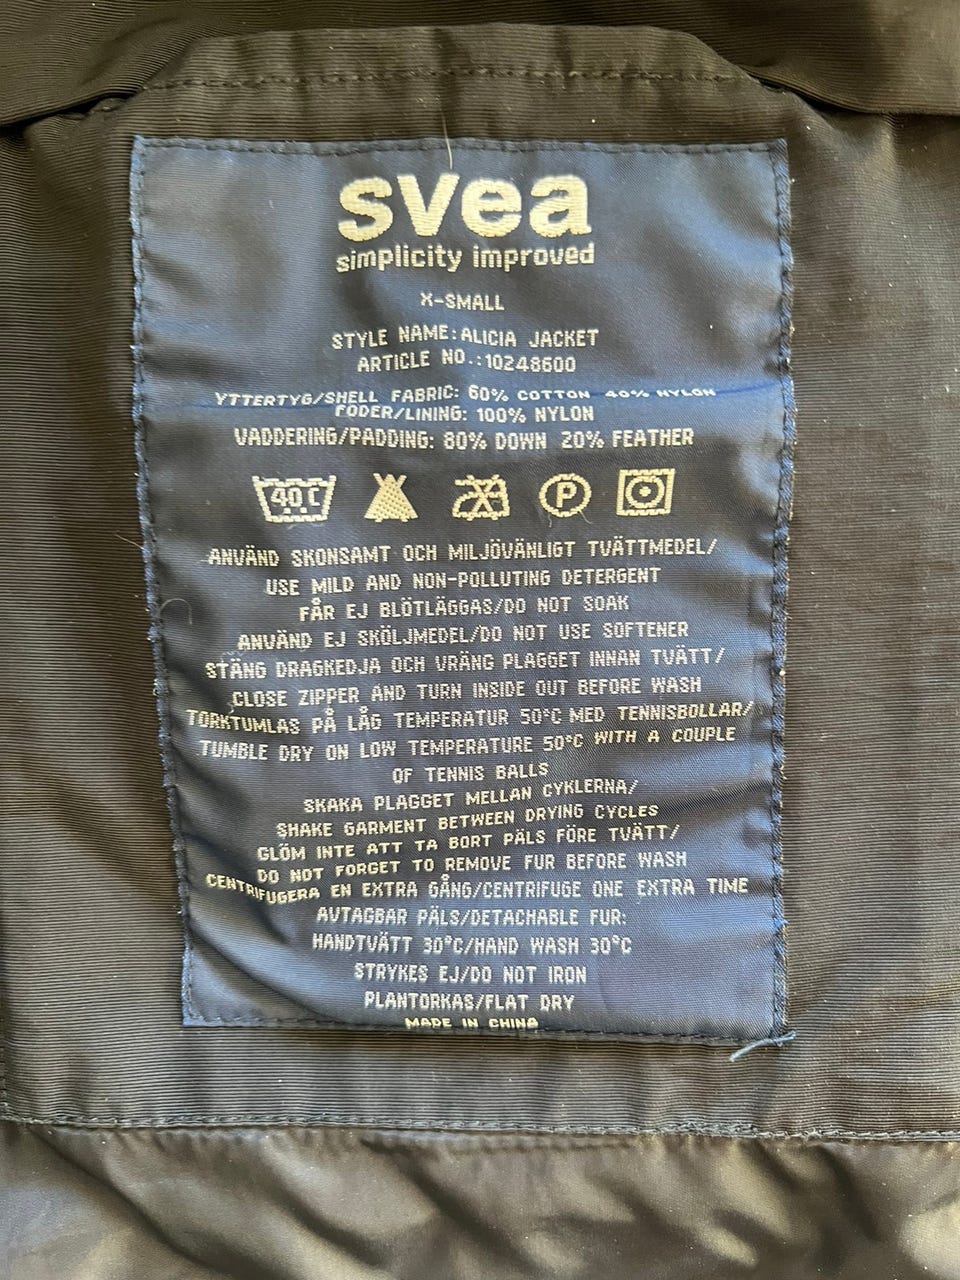 svea
simplicity improved
X-SMALL
STYLE NAME: ALICIA JACKET
ARTICLE NO.: 10248600
YTTERTYG/SHELL FABRIC: 60% COTTON 40% NYLON
FODER/LINING: 100% NYLON
VADDERING/PADDING: 80% DOWN 20% FEATHER
40 C
P
ANVÄND SKONSAMT OCH MILJÖVÄNLIGT TVÄTTMEDEL/
USE MILD AND NON-POLLUTING DETERGENT
FÅR EJ BLÖTLÄGGAS/DO NOT SOAK
ANVÄND EJ SKÖLJMEDEL/DO NOT USE SOFTENER
STÄNG DRAGKEDJA OCH VRÄNG PLAGGET INNAN TVÄTT/
CLOSE ZIPPER AND TURN INSIDE OUT BEFORE WASH
TORKTUMLAS PÅ LÅG TEMPERATUR 50°C MED TENNISBOLLAR/
TUMBLE DRY ON LOW TEMPERATURE 50°C WITH A COUPLE
OF TENNIS BALLS
SKAKA PLAGGET MELLAN CYKLERNA/
SHAKE GARMENT BETWEEN DRYING CYCLES
GLÖM INTE ATT TA BORT PÄLS FÖRE TVÄTT/
DO NOT FORGET TO REMOVE FUR BEFORE WASH
CENTRIFUGERA EN EXTRA GÅNG/CENTRIFUGE ONE EXTRA TIME
AVTAGBAR PÄLS/DETACHABLE FUR:
HANDTVÄTT 30°C/HAND WASH 30°C
STRYKES EJ/DO NOT IRON
PLANTORKAS/FLAT DRY
MADE IN CHINA